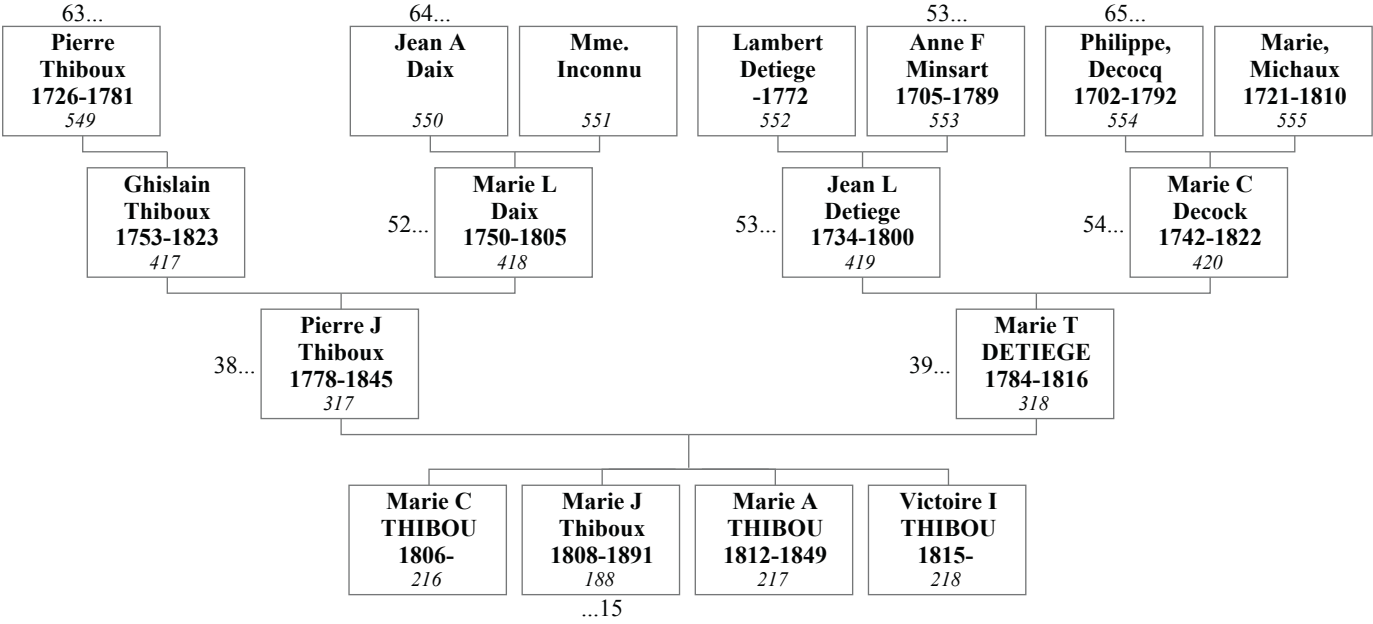 63...
64...
53...
65...
Pierre
Thiboux
1726-1781
549
Jean A
Daix
550
Mme.
Inconnu
551
Lambert
Detiege
-1772
552
Anne F
Minsart
1705-1789
553
Philippe,
Decocq
1702-1792
554
Marie,
Michaux
1721-1810
555
Ghislain
Thiboux
1753-1823
417
52...
Marie L
Daix
1750-1805
418
53...
Jean L
Detiege
1734-1800
419
54...
Marie C
Decock
1742-1822
420
38...
Pierre J
Thiboux
1778-1845
317
39...
Marie T
DETIEGE
1784-1816
318
Marie C
THIBOU
1806-
216
Marie J
Thiboux
1808-1891
188
Marie A
THIBOU
1812-1849
217
Victoire I
THIBOU
1815-
218
...15